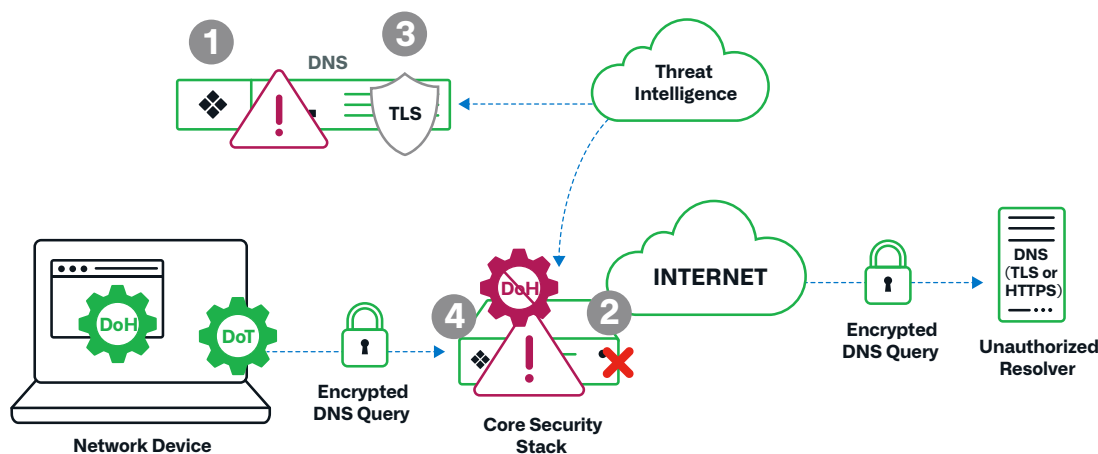 1
3
DNS
TLS
Threat
Intelligence
DoH
DoT
Encrypted
DNS Query
Network Device
DoH
4
2
Core Security
Stack
INTERNET
Encrypted
DNS Query
DNS
(TLS or
HTTPS)
Unauthorized
Resolver